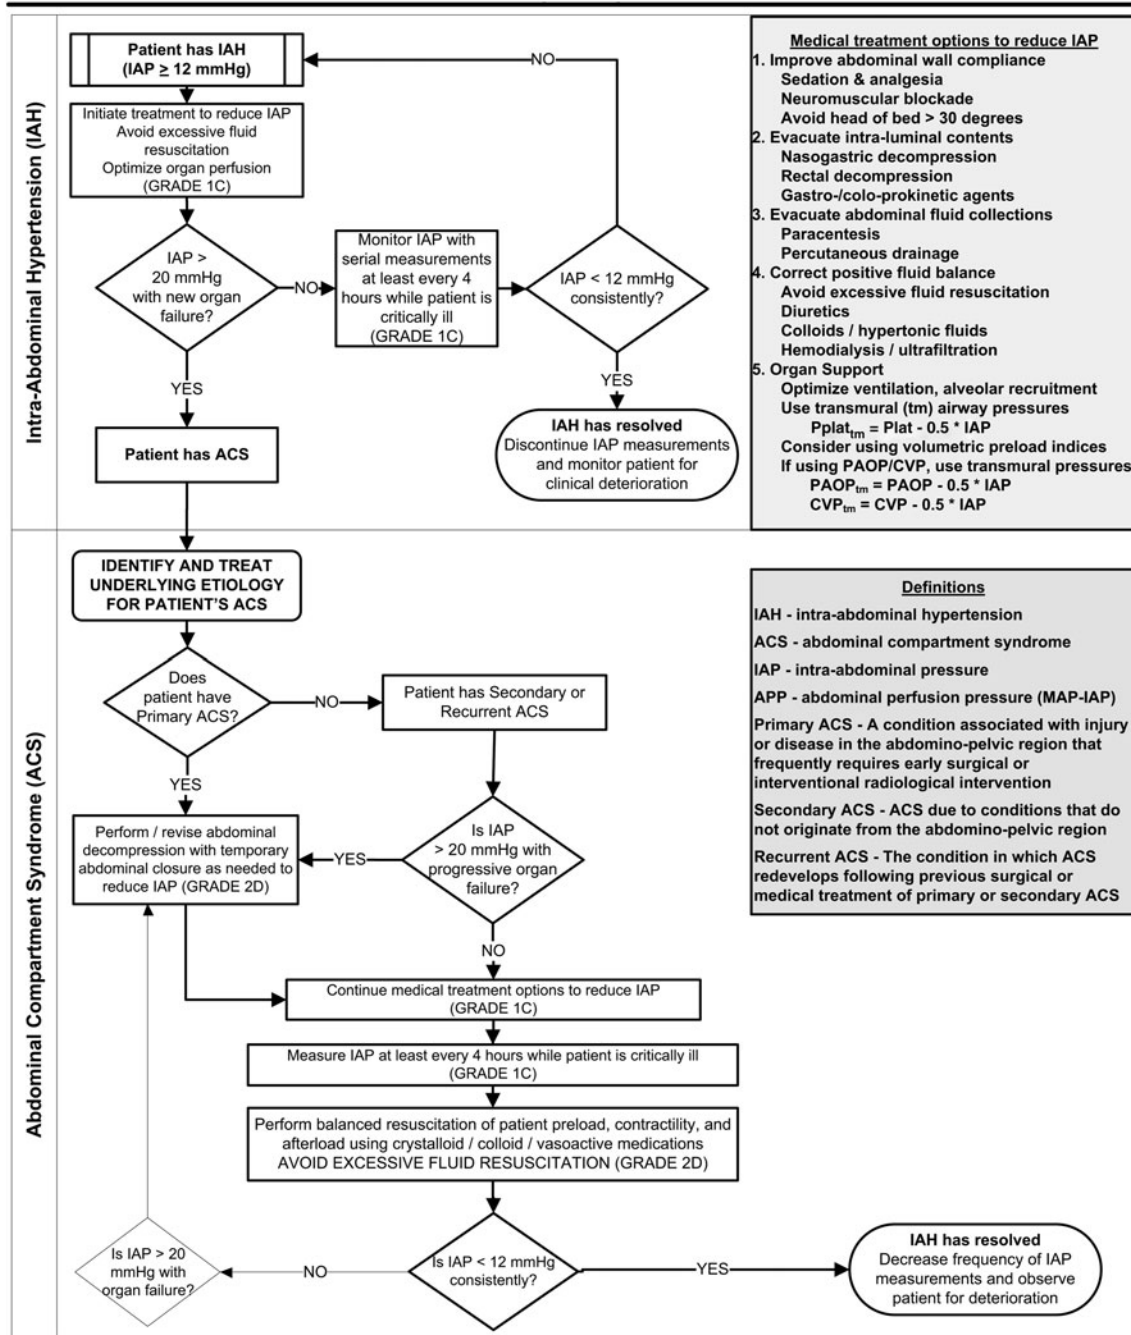 Intra-Abdominal Hypertension (IAH)
Patient has IAH
(IAP ≥ 12 mmHg)
NO
Initiate treatment to reduce IAP
Avoid excessive fluid
resuscitation
Optimize organ perfusion
(GRADE 1C)
IAP >
20 mmHg
with new organ
failure?
NO
Monitor IAP with
serial measurements
at least every 4
hours while patient is
critically ill
(GRADE 1C)
IAP < 12 mmHg
consistently?
YES
YES
Patient has ACS
IAH has resolved
Discontinue IAP measurements
and monitor patient for
clinical deterioration
Medical treatment options to reduce IAP
1. Improve abdominal wall compliance
Sedation & analgesia
Neuromuscular blockade
Avoid head of bed > 30 degrees
2. Evacuate intra-luminal contents
Nasogastric decompression
Rectal decompression
Gastro-/colo-prokinetic agents
3. Evacuate abdominal fluid collections
Paracentesis
Percutaneous drainage
4. Correct positive fluid balance
Avoid excessive fluid resuscitation
Diuretics
Colloids / hypertonic fluids
Hemodialysis / ultrafiltration
5. Organ Support
Optimize ventilation, alveolar recruitment
Use transmural (tm) airway pressures
Pplattm = Plat - 0.5 * IAP
Consider using volumetric preload indices
If using PAOP/CVP, use transmural pressures
PAOPtm = PAOP - 0.5 * IAP
CVPtm = CVP - 0.5 * IAP
Abdominal Compartment Syndrome (ACS)
IDENTIFY AND TREAT
UNDERLYING ETIOLOGY
FOR PATIENT'S ACS
Does
patient have
Primary ACS?
NO
Patient has Secondary or
Recurrent ACS
YES
Perform / revise abdominal
decompression with temporary
abdominal closure as needed to
reduce IAP (GRADE 2D)
YES
Is IAP
> 20 mmHg with
progressive organ
failure?
NO
Continue medical treatment options to reduce IAP
(GRADE 1C)
Measure IAP at least every 4 hours while patient is critically ill
(GRADE 1C)
Perform balanced resuscitation of patient preload, contractility, and
afterload using crystalloid / colloid / vasoactive medications
AVOID EXCESSIVE FLUID RESUSCITATION (GRADE 2D)
Is IAP < 12 mmHg
consistently?
NO
Is IAP > 20
mmHg with
organ failure?
YES
IAH has resolved
Decrease frequency of IAP
measurements and observe
patient for deterioration
Definitions
IAH - intra-abdominal hypertension
ACS - abdominal compartment syndrome
IAP - intra-abdominal pressure
APP - abdominal perfusion pressure (MAP-IAP)
Primary ACS - A condition associated with injury
or disease in the abdomino-pelvic region that
frequently requires early surgical or
interventional radiological intervention
Secondary ACS - ACS due to conditions that do
not originate from the abdomino-pelvic region
Recurrent ACS - The condition in which ACS
redevelops following previous surgical or
medical treatment of primary or secondary ACS